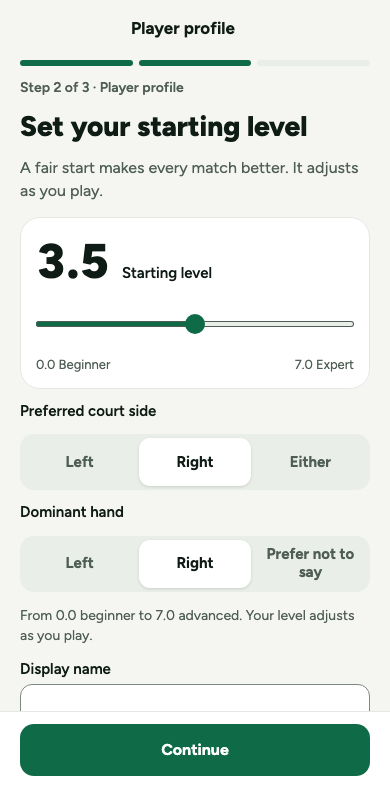 Player profile
Step 2 of 3 · Player profile
Set your starting level
A fair start makes every match better. It adjusts
as you play.
3.5 Starting level
0.0 Beginner 7.0 Expert
Preferred court side
Left Right Either
Dominant hand
Left Right Prefer not to
say
From 0.0 beginner to 7.0 advanced. Your level adjusts
as you play.
Display name
Continue